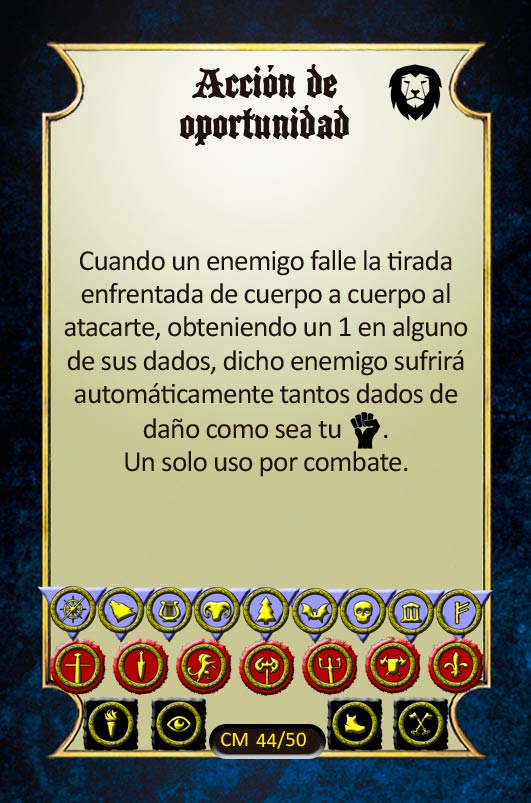 Acción de
oportunidad
Cuando un enemigo falle la tirada
enfrentada de cuerpo a cuerpo al
atacarte, obteniendo un 1 en alguno
de sus dados, dicho enemigo sufrirá
automáticamente tantos dados de
daño como sea tu .
Un solo uso por combate.
CM 44/50